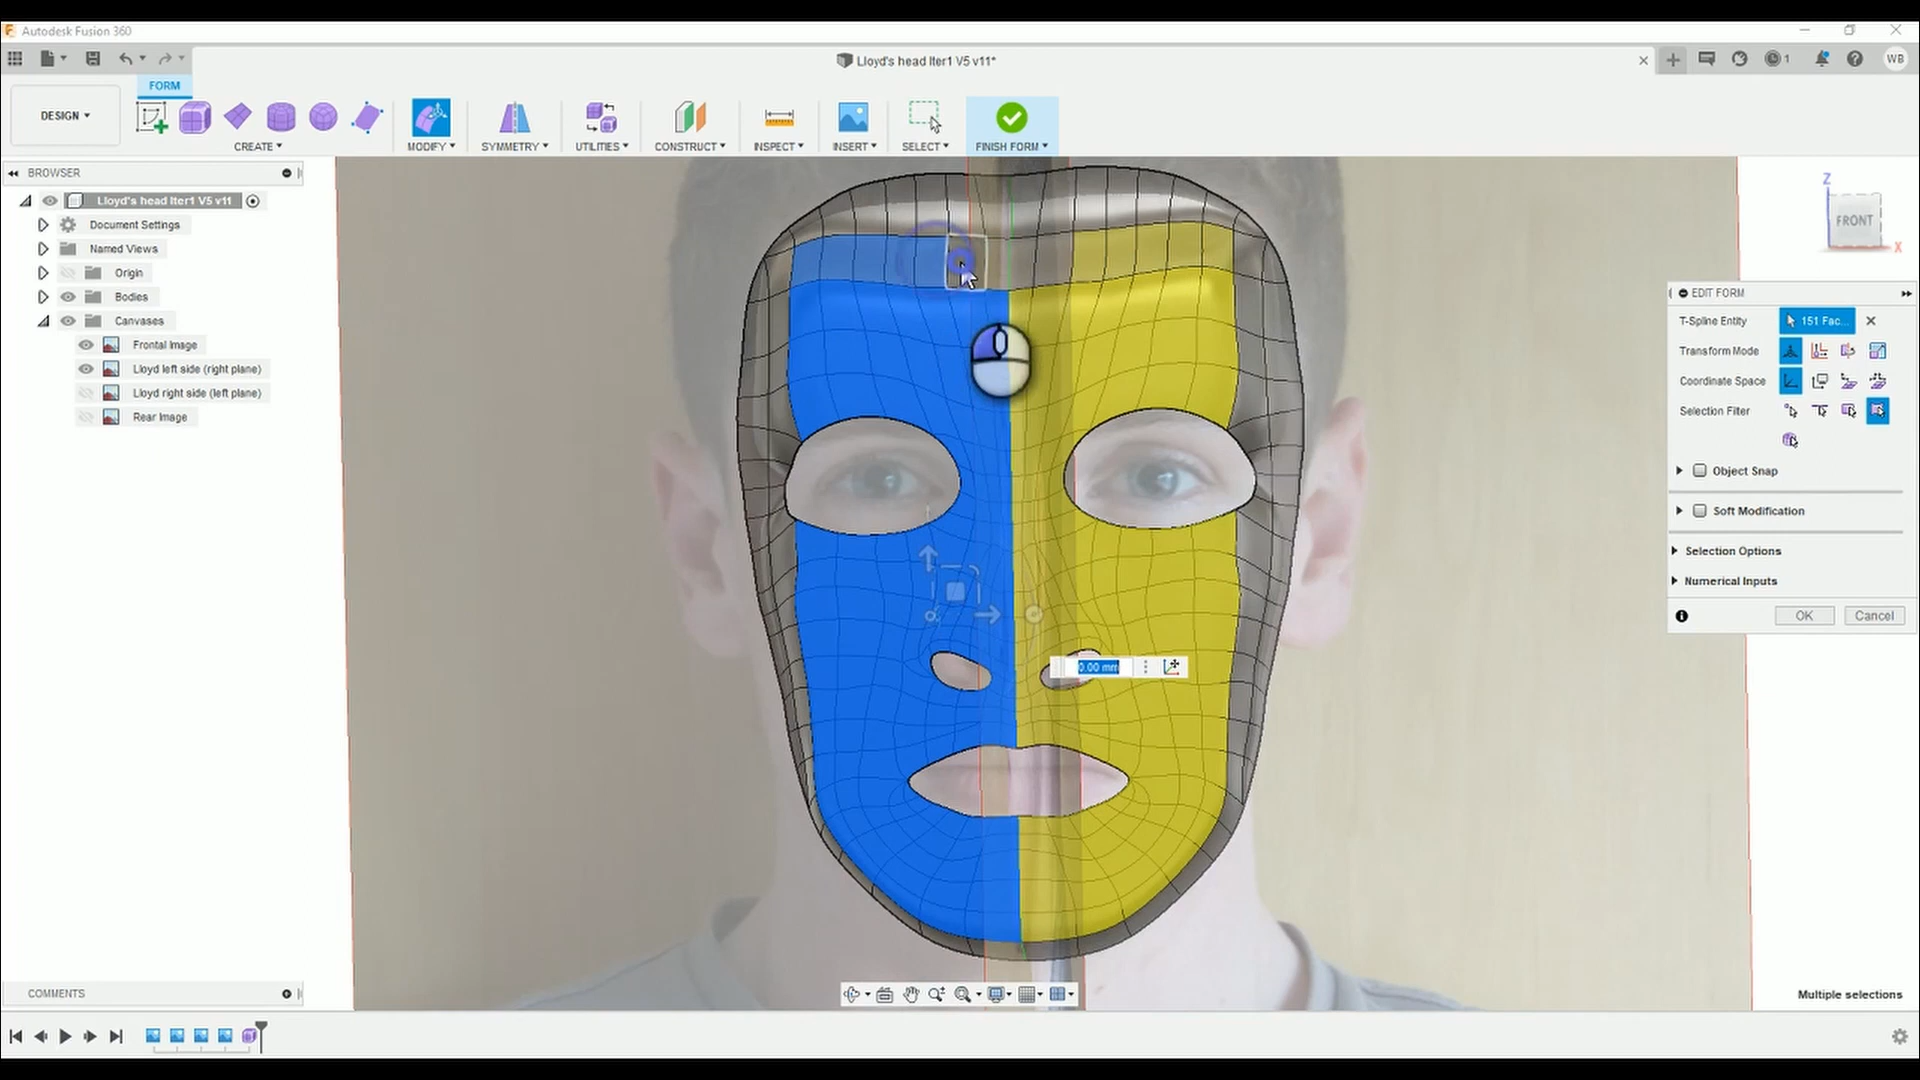 Autodesk Fusion 360
Lloyd's head Iter1 V5 v11*
1
WB
FORM
DESIGN
CREATE
MODIFY
SYMMETRY
UTILITIES
CONSTRUCT
INSPECT
INSERT
SELECT
FINISH FORM
BROWSER
Lloyd's head Iter1 V5 v11
Document Settings
Named Views
Origin
Bodies
Canvases
Frontal Image
Lloyd left side (right plane)
Lloyd right side (left plane)
Rear Image
Z
FRONT
X
EDIT FORM
T-Spline Entity
151 Fac...
Transform Mode
Coordinate Space
Selection Filter
Object Snap
Soft Modification
Selection Options
Numerical Inputs
OK
Cancel
0.00 mm
COMMENTS
Multiple selections